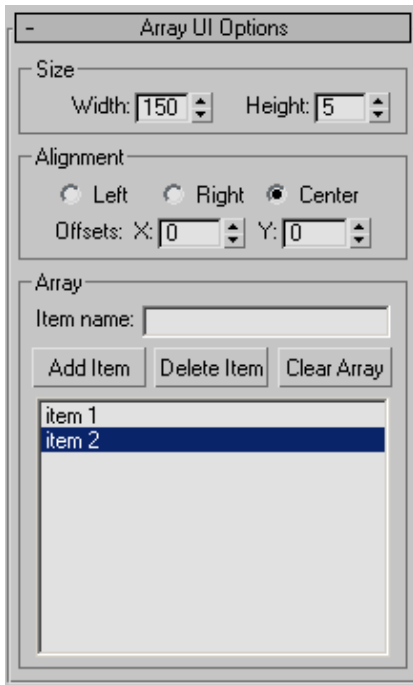 - Array UI Options
Size
Width: 150 Height: 5
Alignment
Left Right Center
Offsets: X: 0 Y: 0
Array
Item name:
Add Item Delete Item Clear Array
item 1
item 2